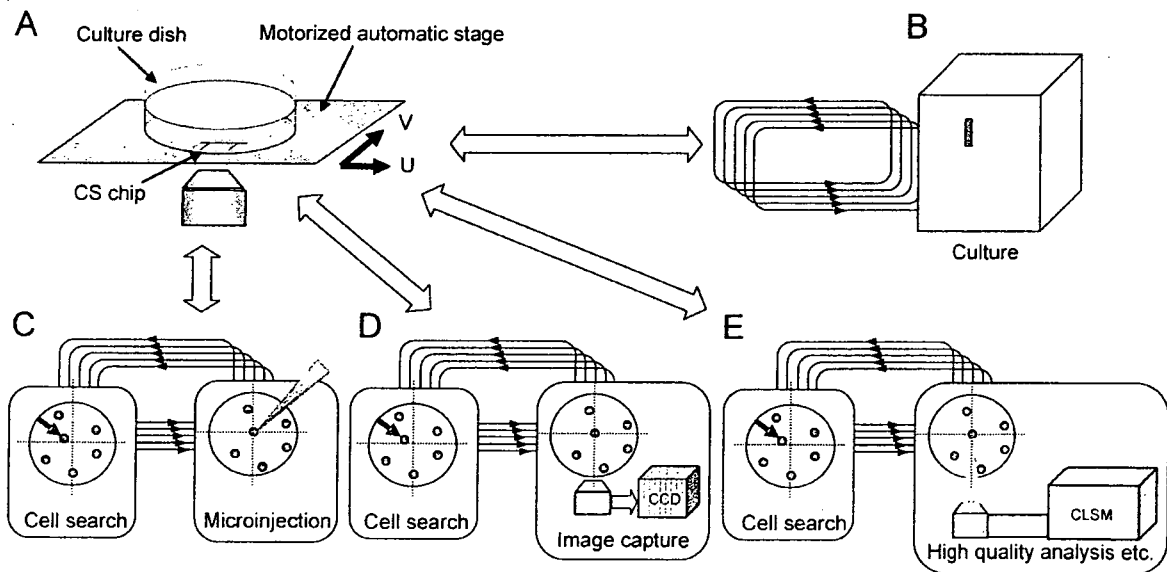 A
Culture dish
Motorized automatic stage
V
U
CS chip
B
Culture
C
Cell search
Microinjection
D
Cell search
CCD
Image capture
E
Cell search
CLSM
High quality analysis etc.